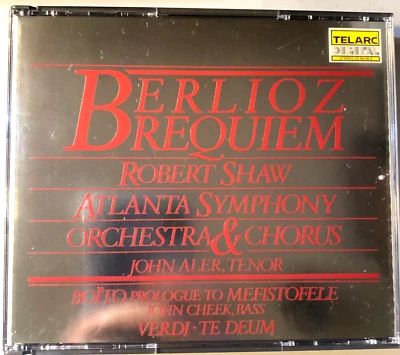 TELARC
DIGITAL
BERLIOZ
REQUIEM
ROBERT SHAW
ATLANTA SYMPHONY
ORCHESTRA & CHORUS
JOHN ALER, TENOR
BOÏTO PROLOGUE TO MEFISTOFELE
JOHN CHEEK, BASS
VERDI · TE DEUM